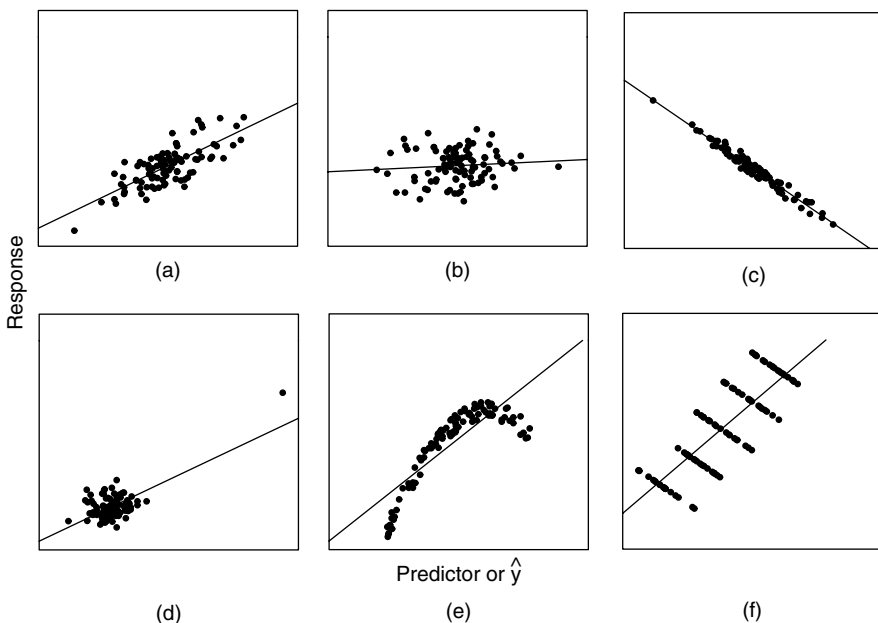 Response
(a)
(b)
(c)
Predictor or ŷ
(d)
(e)
(f)